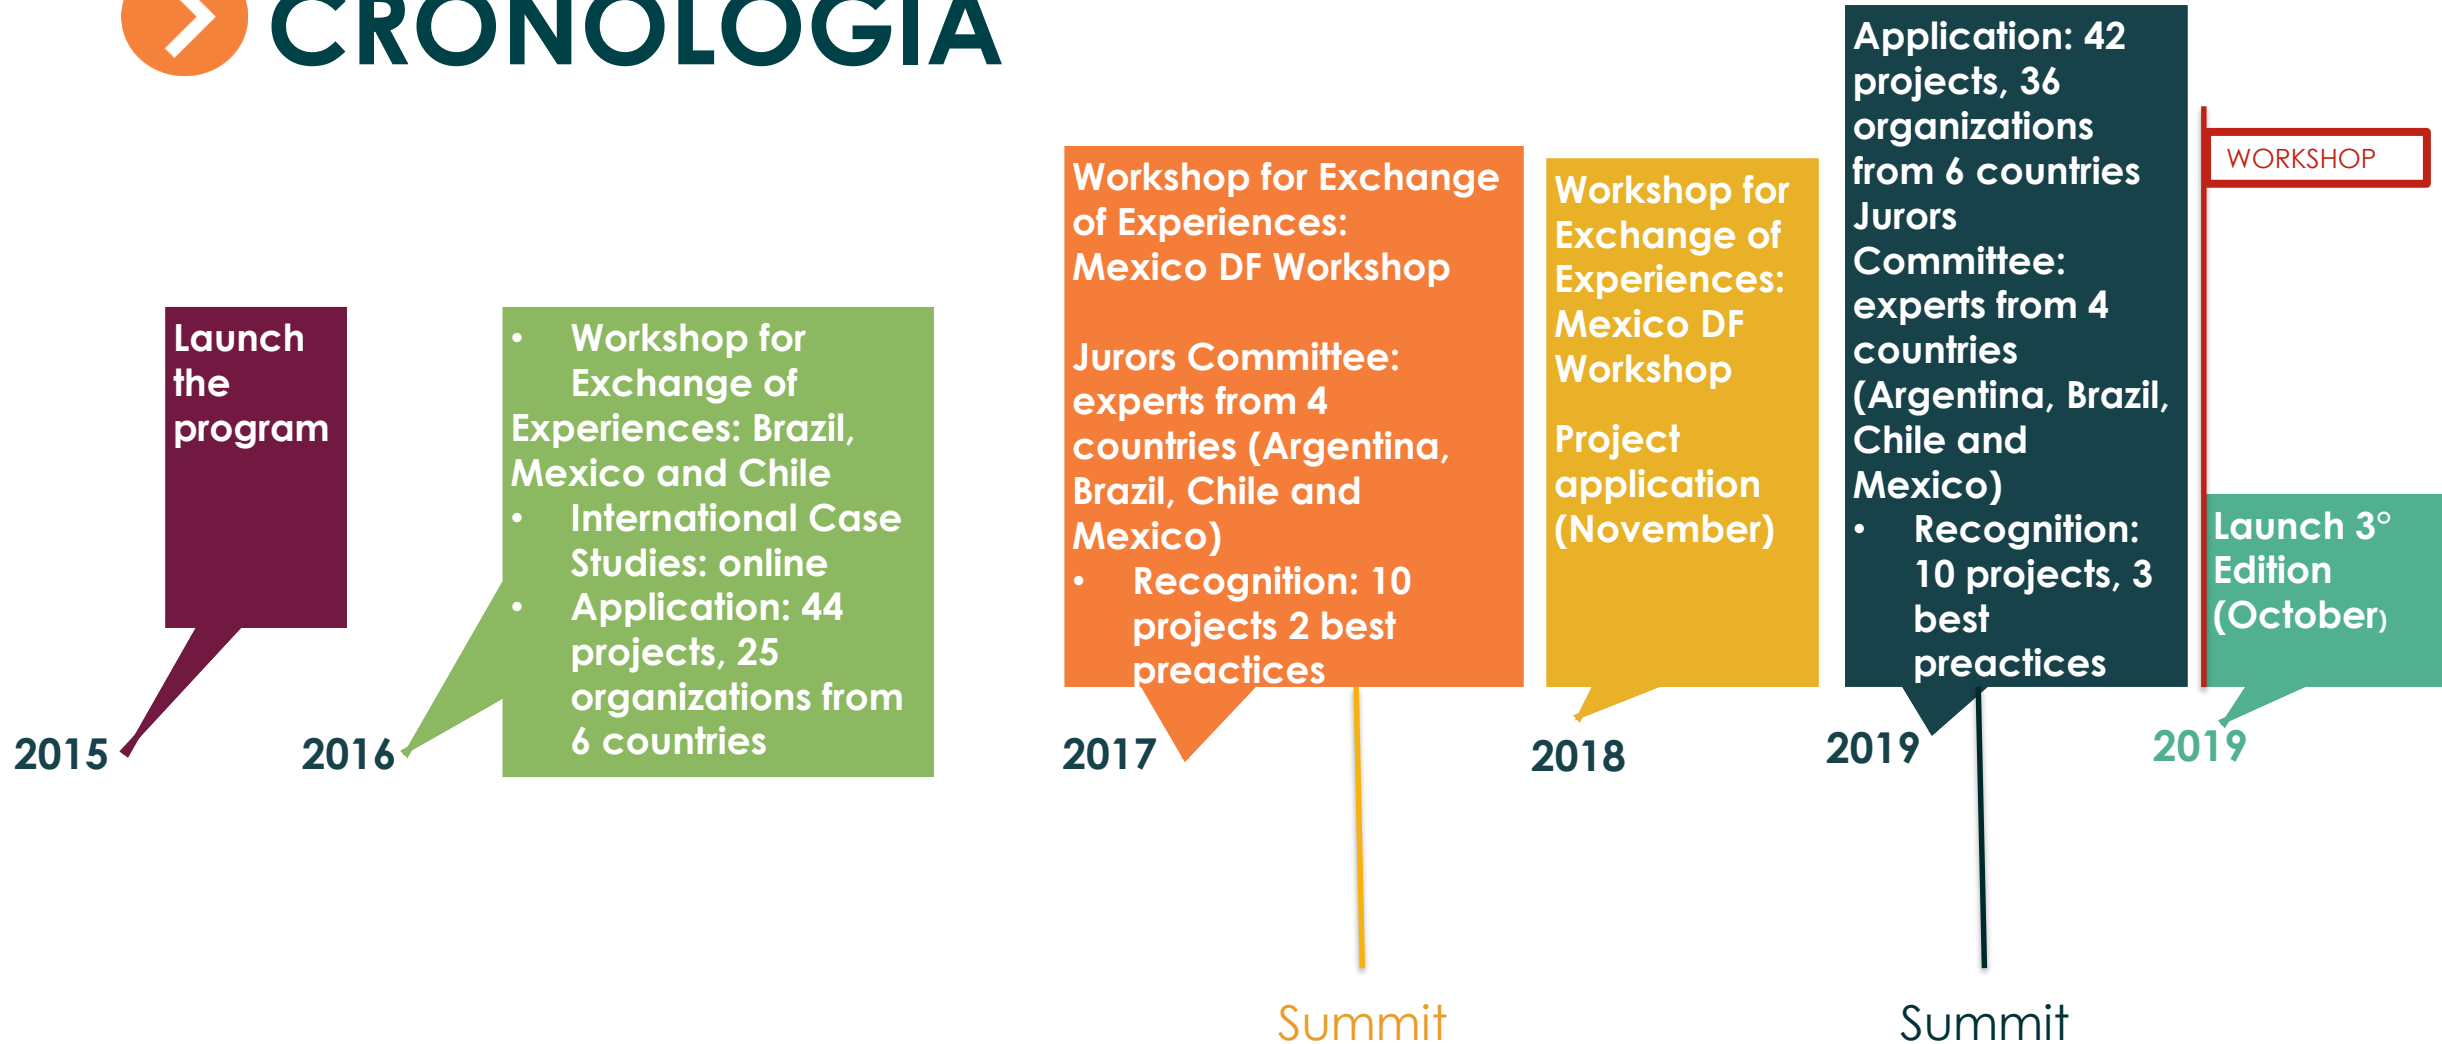 CRONOLOGIA
Launch
the
program
2015
• Workshop for
Exchange of
Experiences: Brazil,
Mexico and Chile
• International Case
Studies: online
• Application: 44
projects, 25
organizations from
6 countries
2016
Workshop for Exchange
of Experiences:
Mexico DF Workshop
Jurors Committee:
experts from 4
countries (Argentina,
Brazil, Chile and
Mexico)
• Recognition: 10
projects 2 best
preactices
2017
Summit
Workshop for
Exchange of
Experiences:
Mexico DF
Workshop
Project
application
(November)
2018
Application: 42
projects, 36
organizations
from 6 countries
Jurors
Committee:
experts from 4
countries
(Argentina, Brazil,
Chile and
Mexico)
• Recognition:
10 projects, 3
best
preactices
2019
Summit
WORKSHOP
Launch 3°
Edition
(October)
2019